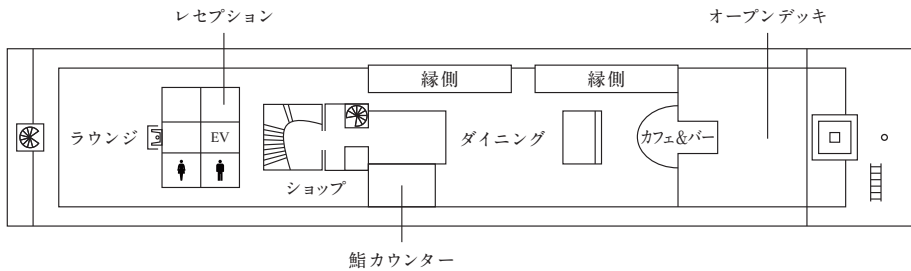 レセプション
オープンデッキ
縁側
縁側
ラウンジ
EV
ダイニング
カフェ&バー
ショップ
鮨カウンター